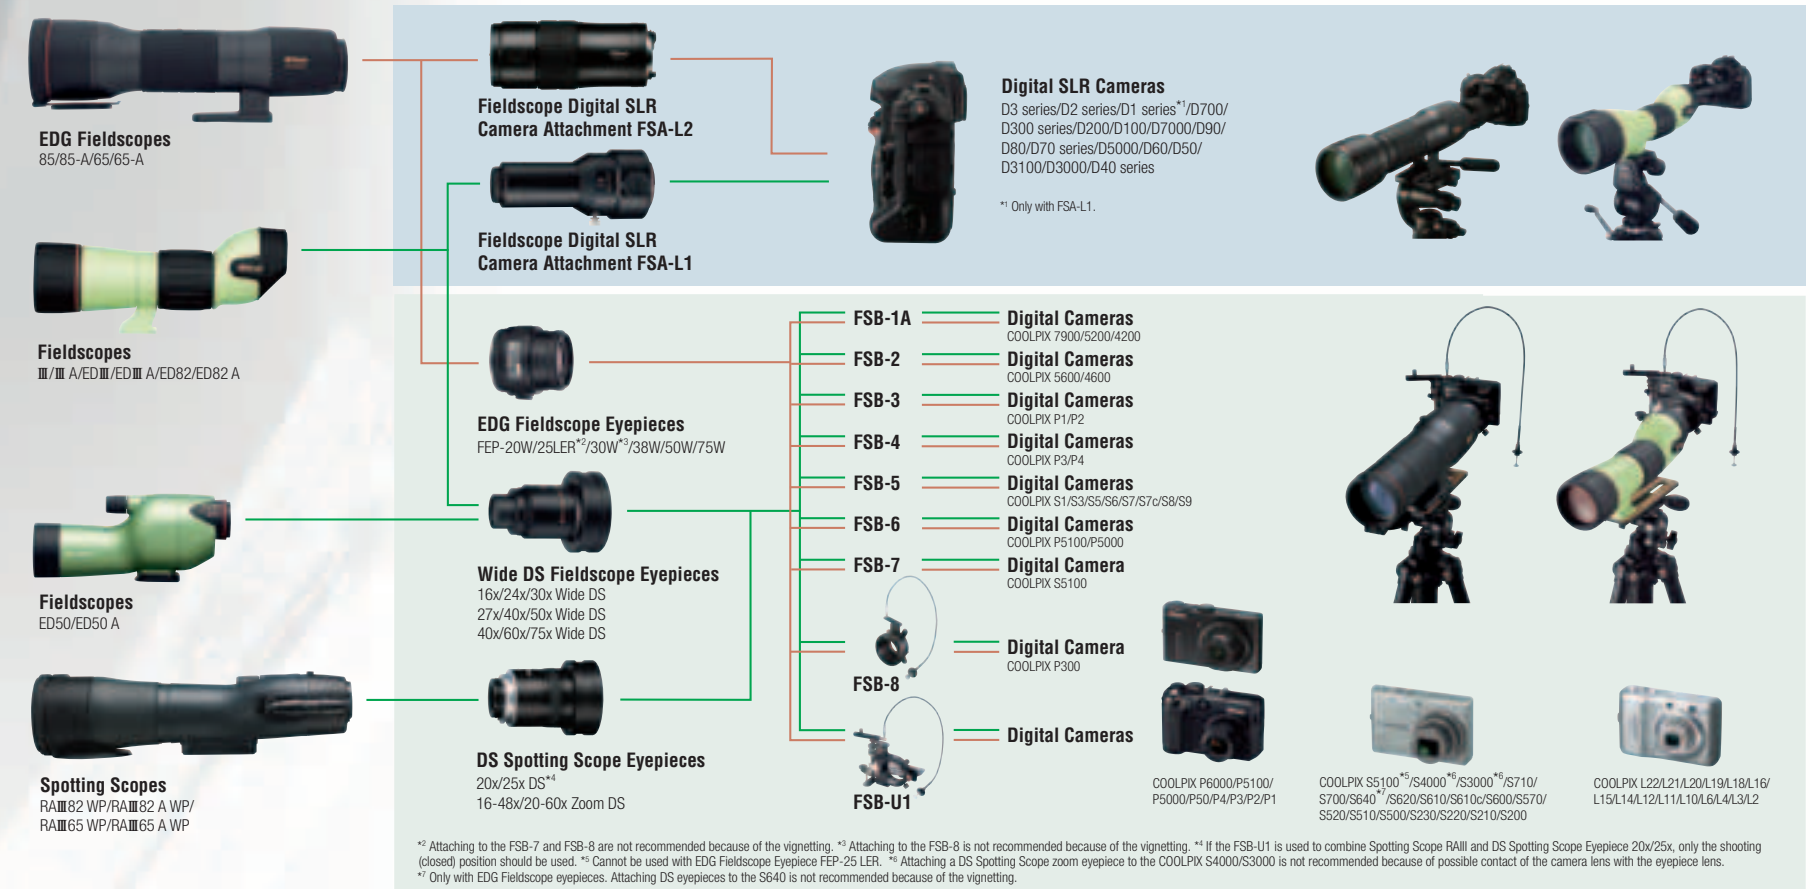 EDG Fieldscopes
85/85-A/65/65-A
Fieldscopes
III/III A/EDIII/EDIII A/ED82/ED82 A
Fieldscopes
ED50/ED50 A
Spotting Scopes
RAIII82 WP/RAIII82 A WP/
RAIII65 WP/RAIII65 A WP
Fieldscope Digital SLR
Camera Attachment FSA-L2
Fieldscope Digital SLR
Camera Attachment FSA-L1
Digital SLR Cameras
D3 series/D2 series/D1 series*1/D700/
D300 series/D200/D100/D7000/D90/
D80/D70 series/D5000/D60/D50/
D3100/D3000/D40 series
*1 Only with FSA-L1.
EDG Fieldscope Eyepieces
FEP-20W/25LER*2/30W*3/38W/50W/75W
Wide DS Fieldscope Eyepieces
16x/24x/30x Wide DS
27x/40x/50x Wide DS
40x/60x/75x Wide DS
DS Spotting Scope Eyepieces
20x/25x DS*4
16-48x/20-60x Zoom DS
FSB-1A
Digital Cameras
COOLPIX 7900/5200/4200
FSB-2
Digital Cameras
COOLPIX 5600/4600
FSB-3
Digital Cameras
COOLPIX P1/P2
FSB-4
Digital Cameras
COOLPIX P3/P4
FSB-5
Digital Cameras
COOLPIX S1/S3/S5/S6/S7/S7c/S8/S9
FSB-6
Digital Cameras
COOLPIX P5100/P5000
FSB-7
Digital Camera
COOLPIX S5100
FSB-8
Digital Camera
COOLPIX P300
FSB-U1
Digital Cameras
COOLPIX P6000/P5100/
P5000/P50/P4/P3/P2/P1
COOLPIX S5100*5/S4000*6/S3000*6/S710/
S700/S640*7/S620/S610/S610c/S600/S570/
S520/S510/S500/S230/S220/S210/S200
COOLPIX L22/L21/L20/L19/L18/L16/
L15/L14/L12/L11/L10/L6/L4/L3/L2
*2 Attaching to the FSB-7 and FSB-8 are not recommended because of the vignetting. *3 Attaching to the FSB-8 is not recommended because of the vignetting. *4 If the FSB-U1 is used to combine Spotting Scope RAIII and DS Spotting Scope Eyepiece 20x/25x, only the shooting
(closed) position should be used. *5 Cannot be used with EDG Fieldscope Eyepiece FEP-25 LER. *6 Attaching a DS Spotting Scope zoom eyepiece to the COOLPIX S4000/S3000 is not recommended because of possible contact of the camera lens with the eyepiece lens.
*7 Only with EDG Fieldscope eyepieces. Attaching DS eyepieces to the S640 is not recommended because of the vignetting.